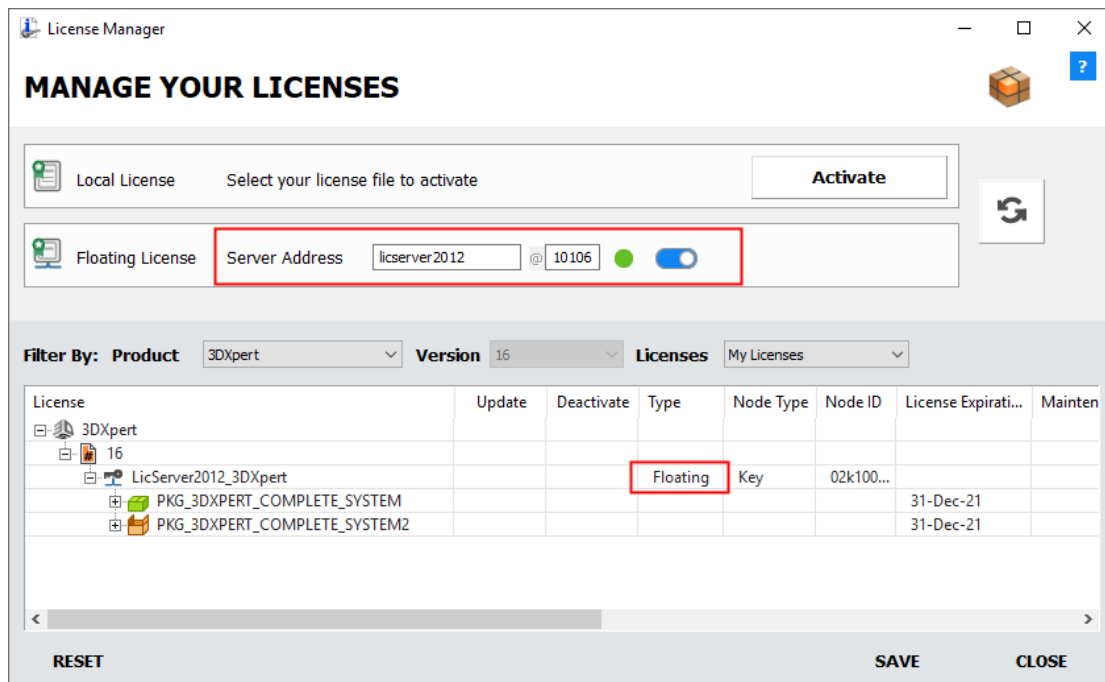 License Manager
?
MANAGE YOUR LICENSES
Local License Select your license file to activate Activate
Floating License Server Address licserver2012 @ 10106
Filter By: Product 3DXpert Version 16 Licenses My Licenses
License Update Deactivate Type Node Type Node ID License Expirati... Mainten
3DXpert
# 16
LicServer2012_3DXpert Floating Key 02k100...
PKG_3DXPERT_COMPLETE_SYSTEM 31-Dec-21
PKG_3DXPERT_COMPLETE_SYSTEM2 31-Dec-21
RESET SAVE CLOSE